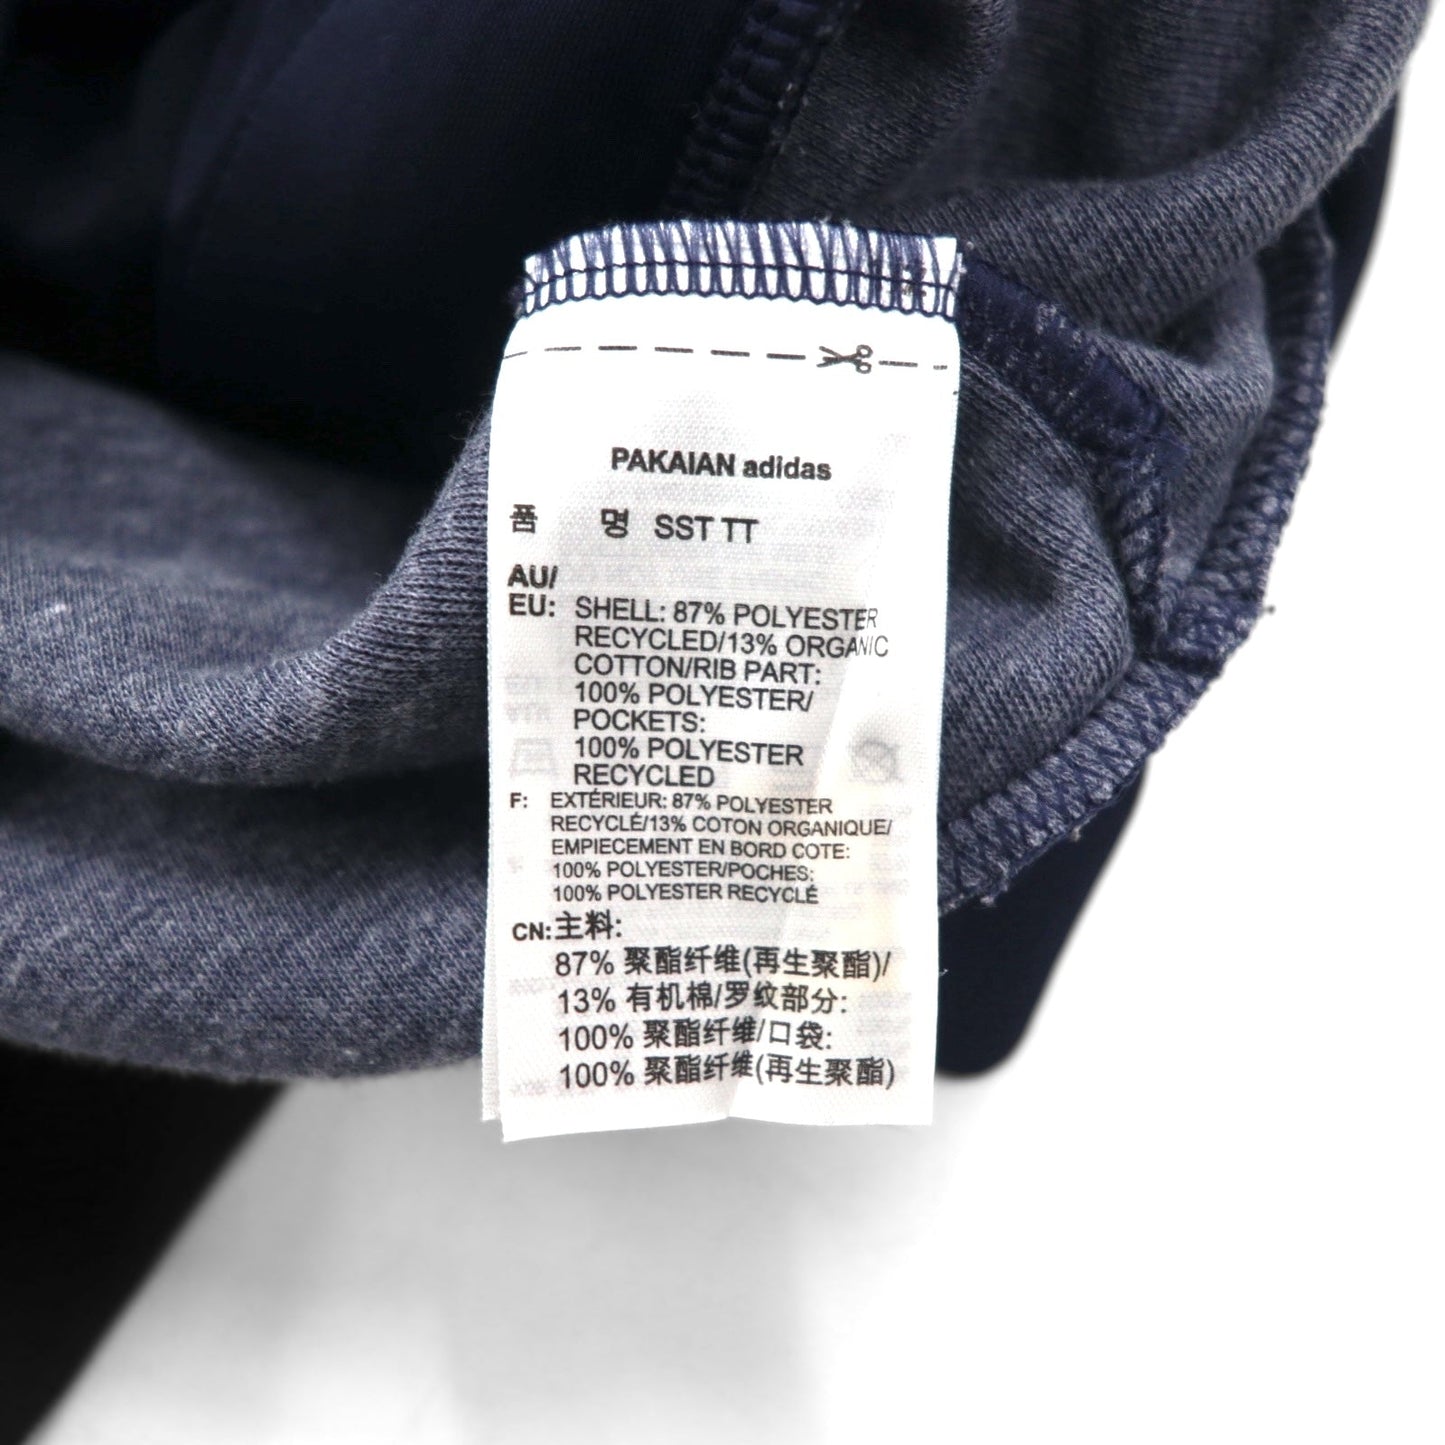 PAKAIAN adidas
품 명 SST TT
AU/
EU: SHELL: 87% POLYESTER
RECYCLED/13% ORGANIC
COTTON/RIB PART:
100% POLYESTER/
POCKETS:
100% POLYESTER
RECYCLED
F: EXTÉRIEUR: 87% POLYESTER
RECYCLÉ/13% COTON ORGANIQUE/
EMPIECEMENT EN BORD COTE:
100% POLYESTER/POCHES:
100% POLYESTER RECYCLÉ
CN: 主料:
87% 聚酯纤维(再生聚酯)/
13% 有机棉/罗纹部分:
100% 聚酯纤维/口袋:
100% 聚酯纤维(再生聚酯)